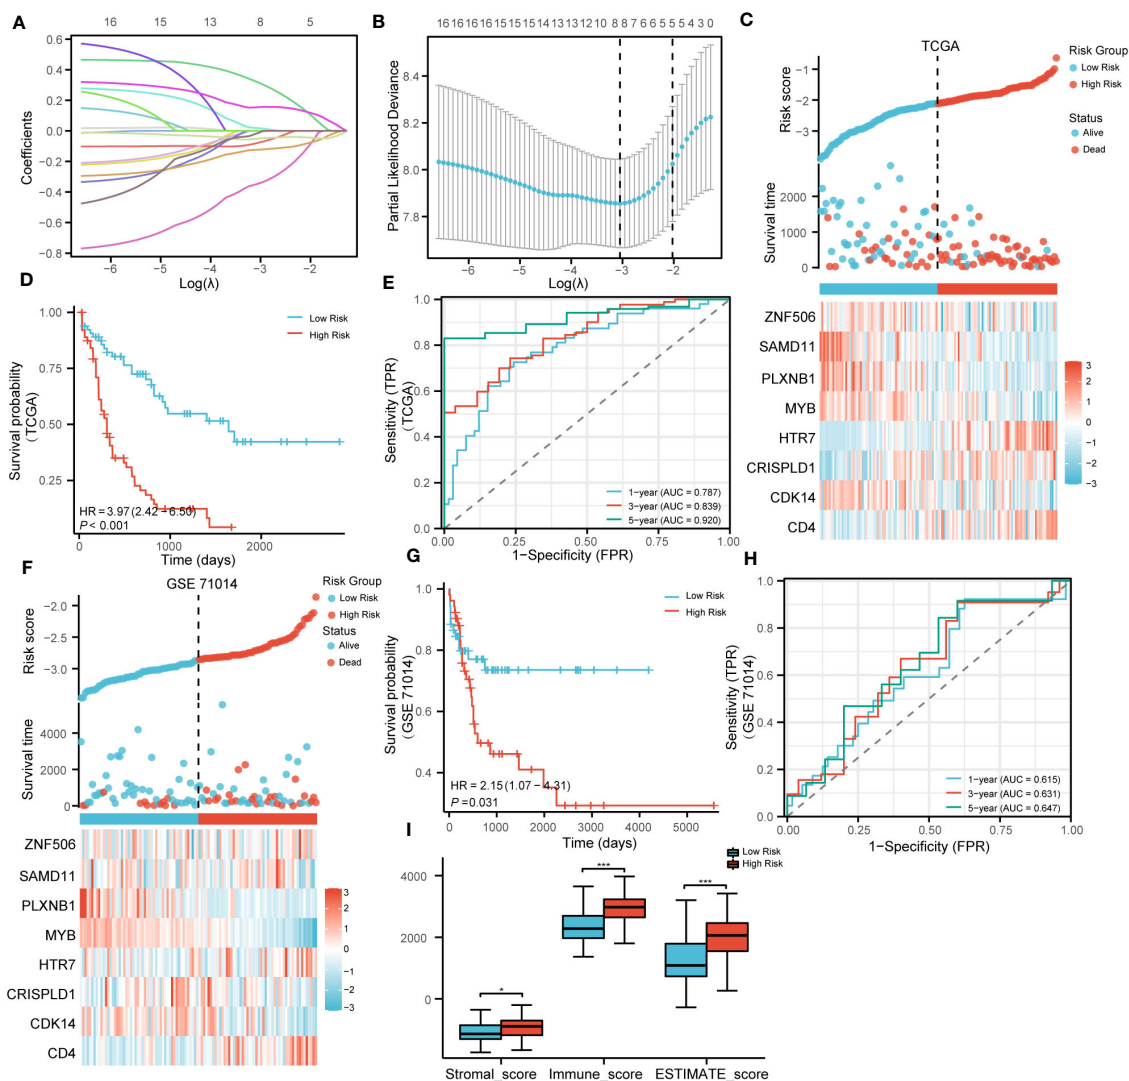 A
16 15 13 8 5
0.6
0.4
0.2
0.0
−0.2
−0.4
−0.6
−0.8
Coefficients
−6 −5 −4 −3 −2
Log(λ)
B
16 16 16 15 15 15 14 13 13 12 10 8 8 7 6 6 5 5 5 4 3 3 0
8.4
8.2
8.0
7.8
Partial Likelihood Deviance
−6 −5 −4 −3 −2
Log(λ)
C
TCGA
Risk Group
Low Risk
High Risk
Status
Alive
Dead
−1
−2
−3
Risk score
2000
1000
0
Survival time
ZNF506
SAMD11
PLXNB1
MYB
HTR7
CRISPLD1
CDK14
CD4
3
2
1
0
−1
−2
−3
D
1.00
0.75
0.50
0.25
Survival probability
(TCGA)
Low Risk
High Risk
HR = 3.97 (2.42 − 6.50)
P < 0.001
0 1000 2000
Time (days)
E
1.0
0.8
0.6
0.4
0.2
0.0
Sensitivity (TPR)
(TCGA)
1−year (AUC = 0.787)
3−year (AUC = 0.839)
5−year (AUC = 0.920)
0.00 0.25 0.50 0.75 1.00
1−Specificity (FPR)
F
GSE 71014
Risk Group
Low Risk
High Risk
Status
Alive
Dead
−2.0
−2.5
−3.0
Risk score
4000
2000
0
Survival time
ZNF506
SAMD11
PLXNB1
MYB
HTR7
CRISPLD1
CDK14
CD4
3
2
1
0
−1
−2
−3
G
1.0
0.8
0.6
0.4
Survival probability
(GSE 71014)
Low Risk
High Risk
HR = 2.15 (1.07 − 4.31)
P = 0.031
0 1000 2000 3000 4000 5000
Time (days)
H
1.0
0.8
0.6
0.4
0.2
0.0
Sensitivity (TPR)
(GSE 71014)
1−year (AUC = 0.615)
3−year (AUC = 0.631)
5−year (AUC = 0.647)
0.00 0.25 0.50 0.75 1.00
1−Specificity (FPR)
I
Low Risk
High Risk
4000
2000
0
*
***
***
Stromal_score Immune_score ESTIMATE_score